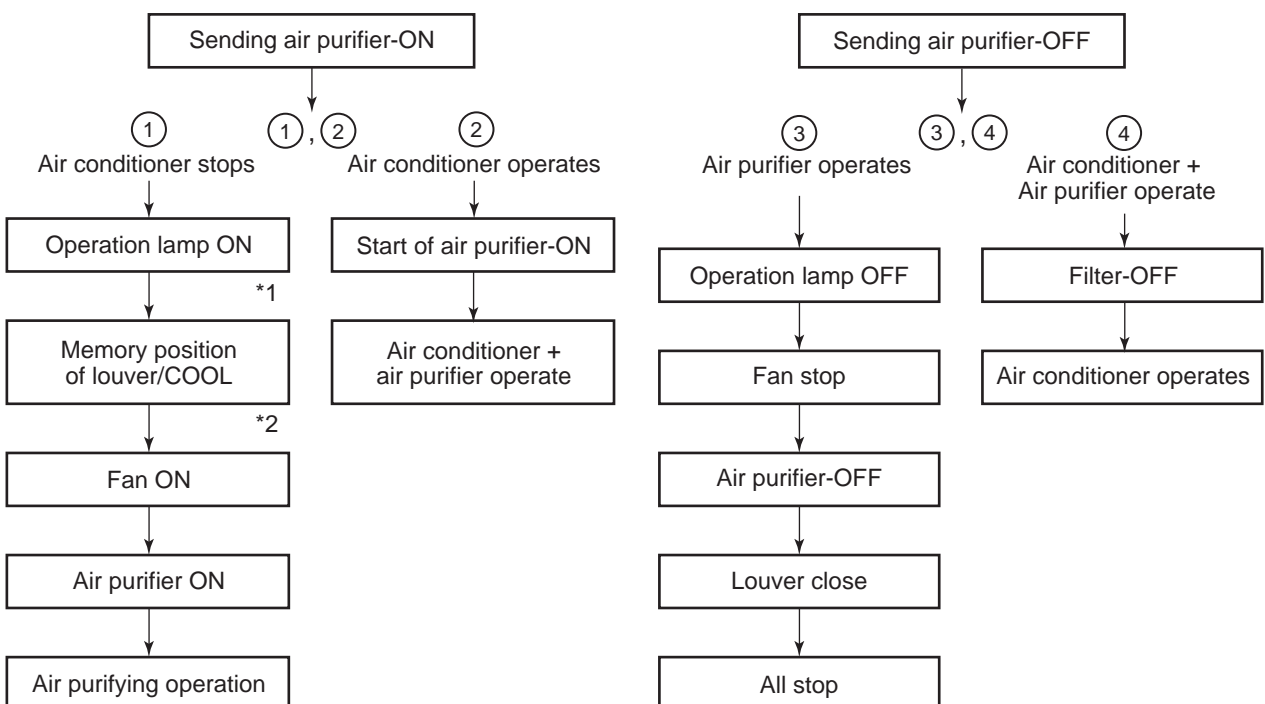 Sending air purifier-ON
1 , 2
1
Air conditioner stops
Operation lamp ON
*1
Memory position
of louver/COOL
*2
Fan ON
Air purifier ON
Air purifying operation
2
Air conditioner operates
Start of air purifier-ON
Air conditioner +
air purifier operate
Sending air purifier-OFF
3 , 4
3
Air purifier operates
Operation lamp OFF
Fan stop
Air purifier-OFF
Louver close
All stop
4
Air conditioner +
Air purifier operate
Filter-OFF
Air conditioner operates